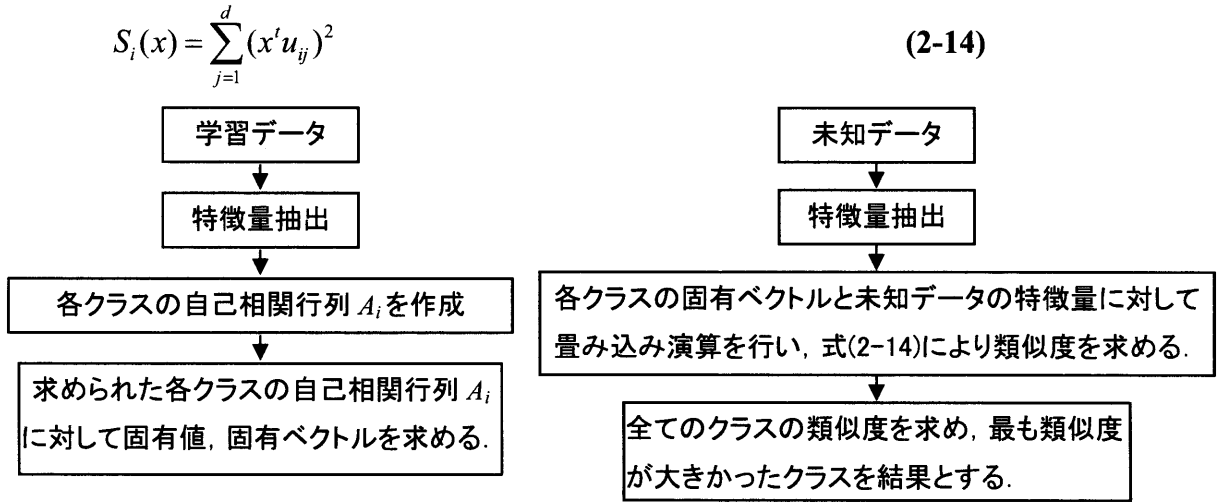 S_i(x) = \sum_{j=1}^{d} (x^t u_{ij})^2
(2-14)
学習データ
特徴量抽出
各クラスの自己相関行列 A_i を作成
求められた各クラスの自己相関行列 A_i
に対して固有値，固有ベクトルを求める．
未知データ
特徴量抽出
各クラスの固有ベクトルと未知データの特徴量に対して
畳み込み演算を行い，式(2-14)により類似度を求める．
全てのクラスの類似度を求め，最も類似度
が大きかったクラスを結果とする．